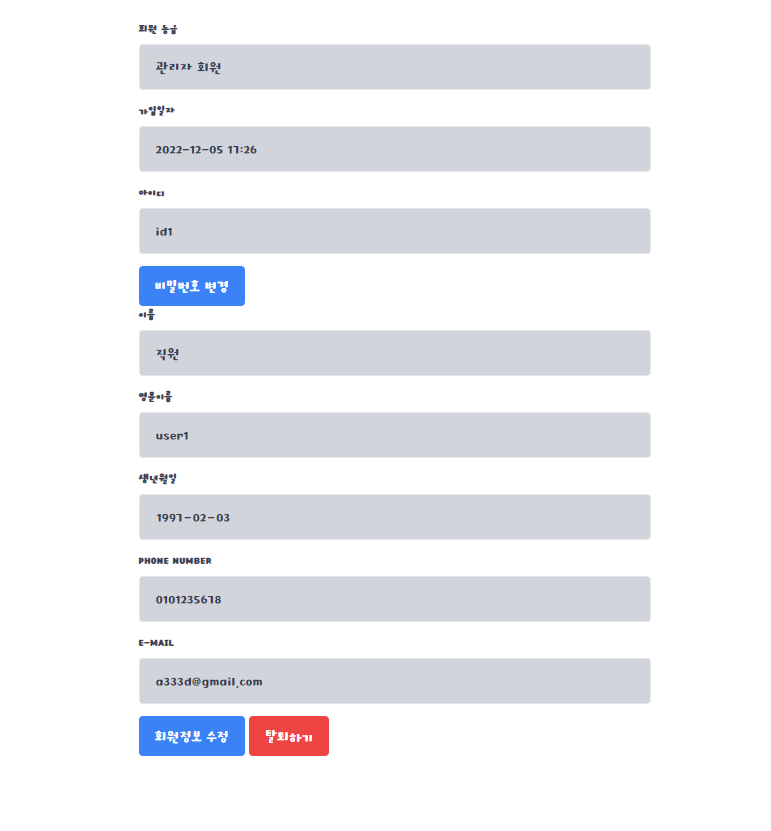 회원 등급
관리자 회원
가입일자
2022-12-05 17:26
아이디
id1
비밀번호 변경
이름
직원
영문이름
user1
생년월일
1997-02-03
PHONE NUMBER
0101235678
E-MAIL
a333d@gmail.com
회원정보 수정 탈퇴하기